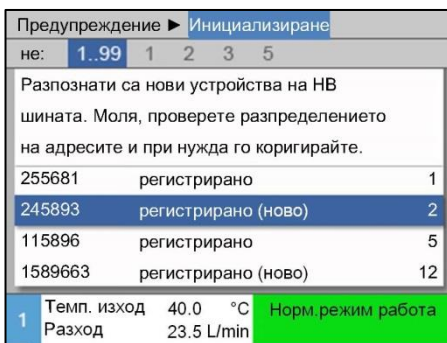 Предупреждение ► Инициализиране
не: 1..99 1 2 3 5
Разпознати са нови устройства на HB
шината. Моля, проверете разпределението
на адресите и при нужда го коригирайте.
255681 регистрирано 1
245893 регистрирано (ново) 2
115896 регистрирано 5
1589663 регистрирано (ново) 12
1 Темп. изход 40.0 °C Норм.режим работа
Разход 23.5 L/min